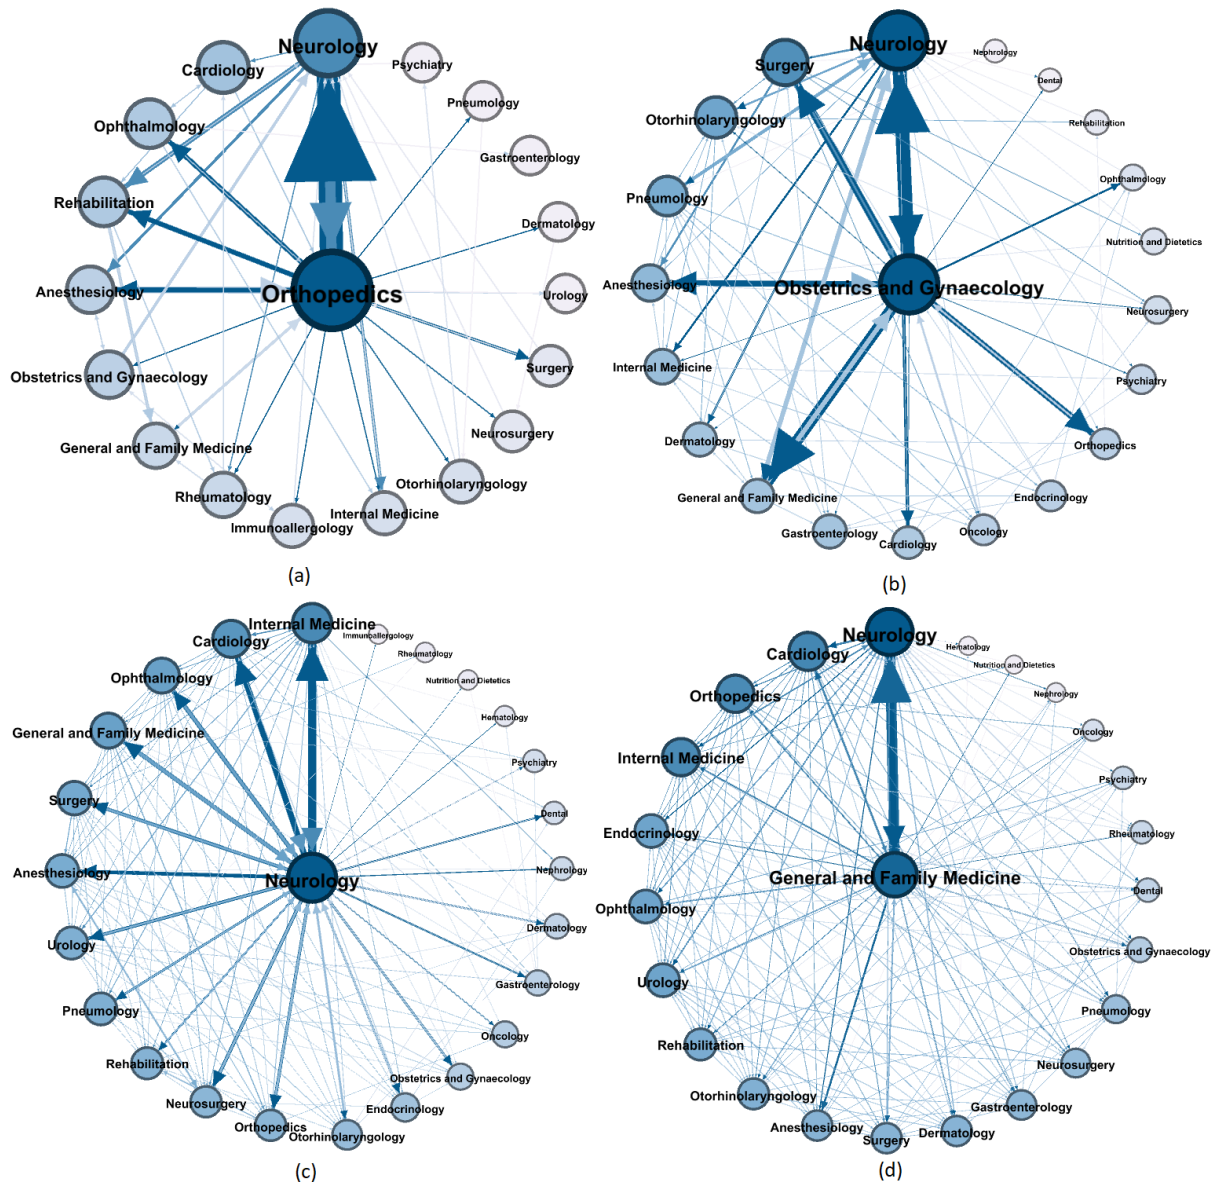 Neurology
Cardiology
Psychiatry
Pneumology
Ophthalmology
Gastroenterology
Rehabilitation
Dermatology
Anesthesiology
Orthopedics
Urology
Obstetrics and Gynaecology
Surgery
General and Family Medicine
Neurosurgery
Rheumatology
Otorhinolaryngology
Immunoallergology
Internal Medicine
(a)
Neurology
Nephrology
Surgery
Dental
Otorhinolaryngology
Rehabilitation
Pneumology
Ophthalmology
Nutrition and Dietetics
Anesthesiology
Obstetrics and Gynaecology
Neurosurgery
Internal Medicine
Psychiatry
Dermatology
Orthopedics
General and Family Medicine
Endocrinology
Gastroenterology
Cardiology
Oncology
(b)
Internal Medicine
Immunoallergology
Cardiology
Rheumatology
Ophthalmology
Nutrition and Dietetics
General and Family Medicine
Hematology
Psychiatry
Surgery
Dental
Anesthesiology
Neurology
Nephrology
Urology
Dermatology
Gastroenterology
Pneumology
Oncology
Rehabilitation
Obstetrics and Gynaecology
Neurosurgery
Endocrinology
Orthopedics
Otorhinolaryngology
(c)
Neurology
Hematology
Cardiology
Nutrition and Dietetics
Orthopedics
Nephrology
Internal Medicine
Oncology
Psychiatry
Endocrinology
Rheumatology
General and Family Medicine
Dental
Ophthalmology
Obstetrics and Gynaecology
Urology
Pneumology
Rehabilitation
Neurosurgery
Otorhinolaryngology
Gastroenterology
Anesthesiology
Surgery
Dermatology
(d)